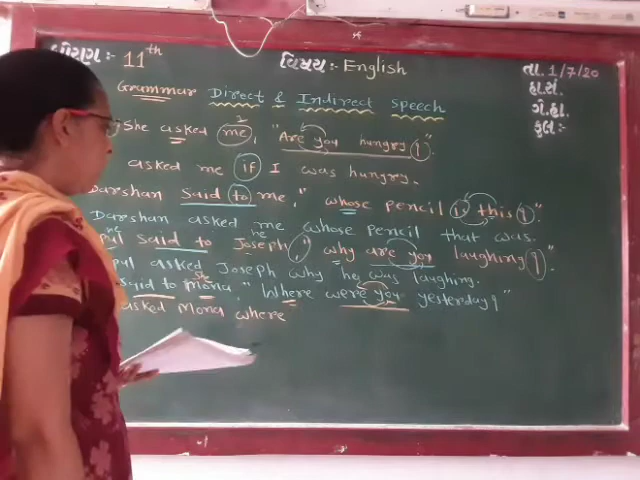 ધોરણ :- 11th
વિષય :- English
તા. 1/7/20
હા.સં.
ગે.હા.
કુલ :-
Grammar Direct & Indirect speech
She asked me, "Are you hungry?"
asked me if I was hungry.
Darshan said to me, "whose pencil is this?".
Darshan asked me whose pencil that was.
said to Joseph, "why are you laughing?
asked Joseph why he was laughing.
said to Mona, "Where were you yesterday?"
asked Mona where